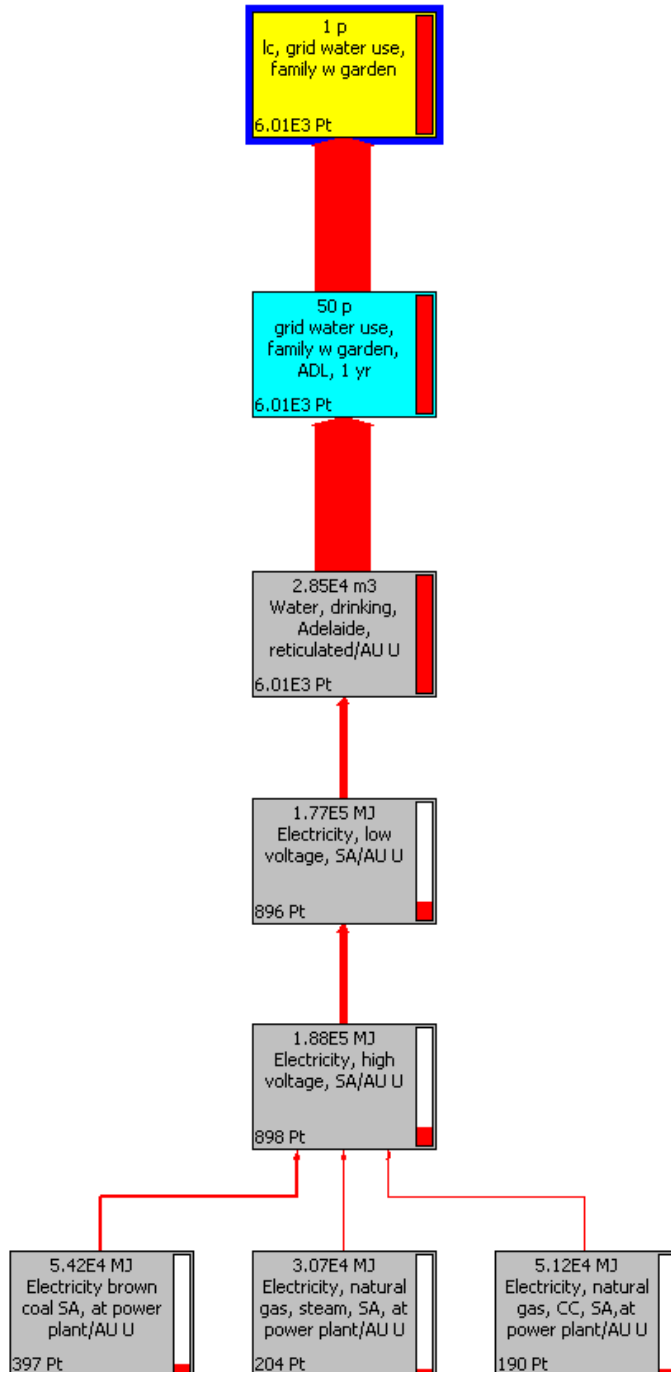 1 p
lc, grid water use,
family w garden
6.01E3 Pt
50 p
grid water use,
family w garden,
ADL, 1 yr
6.01E3 Pt
2.85E4 m3
Water, drinking,
Adelaide,
reticulated/AU U
6.01E3 Pt
1.77E5 MJ
Electricity, low
voltage, SA/AU U
896 Pt
1.88E5 MJ
Electricity, high
voltage, SA/AU U
898 Pt
5.42E4 MJ
Electricity brown
coal SA, at power
plant/AU U
397 Pt
3.07E4 MJ
Electricity, natural
gas, steam, SA, at
power plant/AU U
204 Pt
5.12E4 MJ
Electricity, natural
gas, CC, SA,at
power plant/AU U
190 Pt